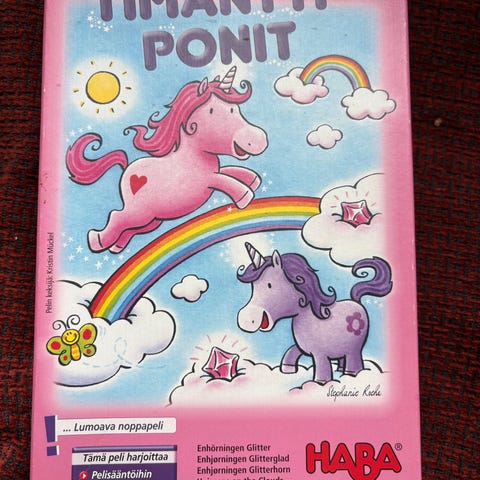 TIMANTTI
PONIT
Pelin keksijä: Kristin Mückel
Stephanie Roehe
... Lumoava noppapeli
Tämä peli harjoittaa
Pelisääntöihin
Enhörningen Glitter
Enhjørningen Glitterglad
Enhjørningen Glitterhorn
HABA®